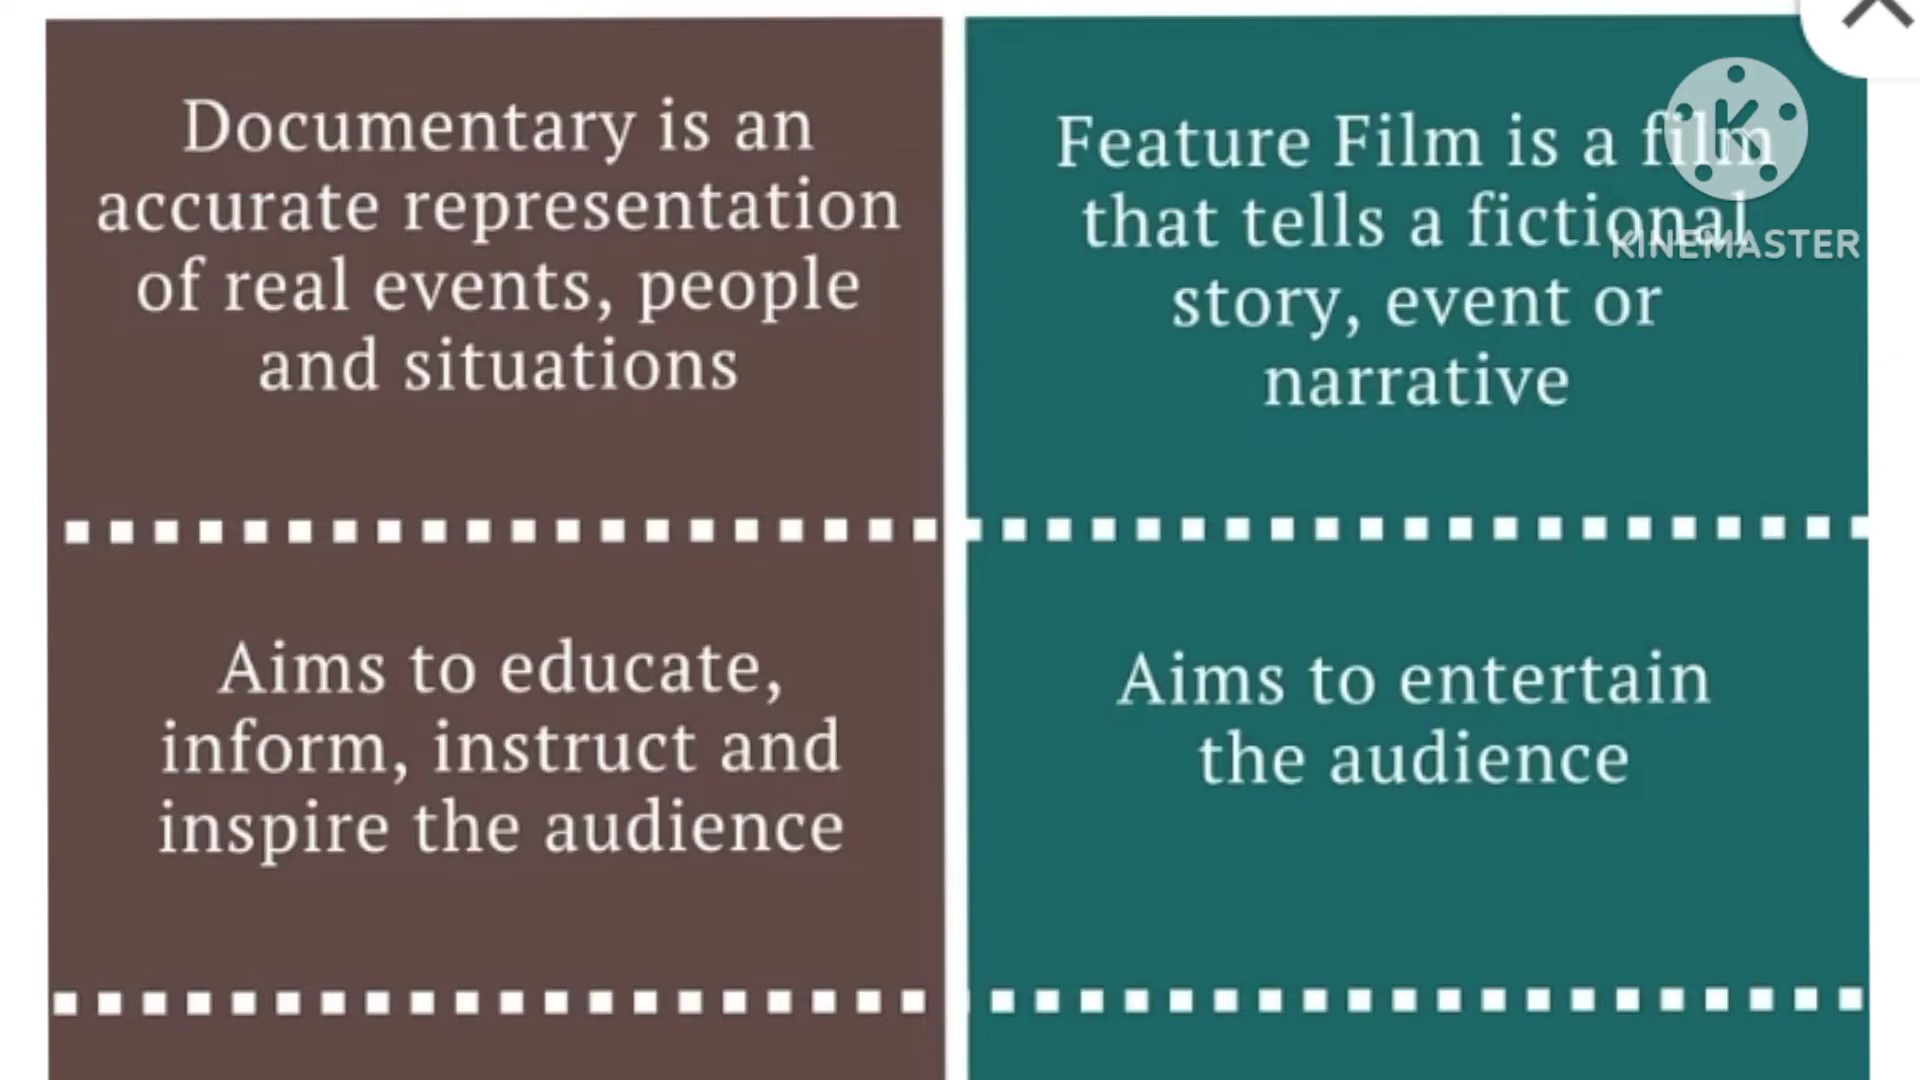 Documentary is an
accurate representation
of real events, people
and situations
Aims to educate,
inform, instruct and
inspire the audience
Feature Film is a film
that tells a fictional
story, event or
narrative
Aims to entertain
the audience
K
KINEMASTER